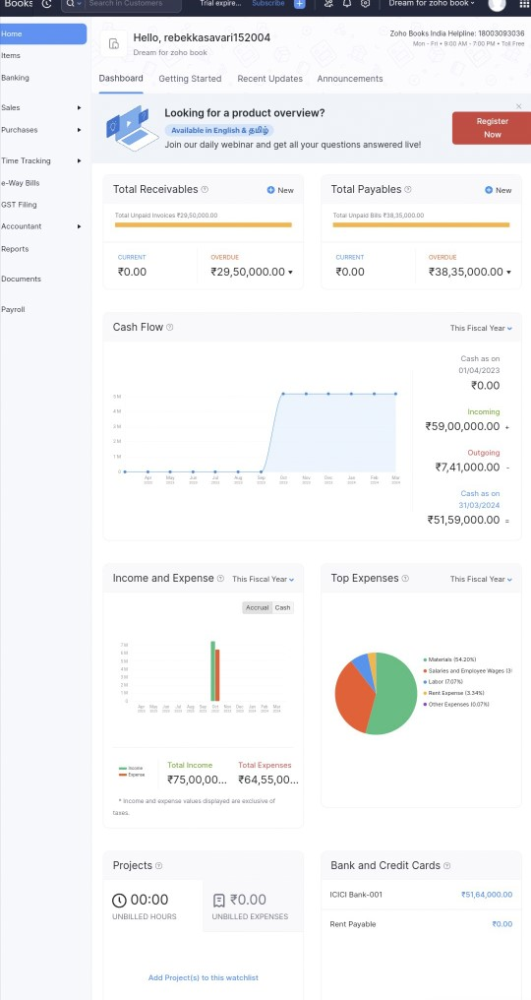 Books
Search in Customers
Trial expire...
Subscribe
Dream for zoho book
Home
Items
Banking
Sales
Purchases
Time Tracking
e-Way Bills
GST Filing
Accountant
Reports
Documents
Payroll
Hello, rebekkasavari152004
Dream for zoho book
Zoho Books India Helpline: 18003093036
Mon - Fri • 9:00 AM - 7:00 PM • Toll Free
Dashboard
Getting Started
Recent Updates
Announcements
Looking for a product overview?
Available in English & தமிழ்
Join our daily webinar and get all your questions answered live!
Register
Now
Total Receivables
New
Total Unpaid Invoices ₹29,50,000.00
CURRENT
₹0.00
OVERDUE
₹29,50,000.00
Total Payables
New
Total Unpaid Bills ₹38,35,000.00
CURRENT
₹0.00
OVERDUE
₹38,35,000.00
Cash Flow
This Fiscal Year
5 M
4 M
3 M
2 M
1 M
0
Apr May Jun Jul Aug Sep Oct Nov Dec Jan Feb Mar
2023 2023 2023 2023 2023 2023 2023 2023 2023 2024 2024 2024
Cash as on
01/04/2023
₹0.00
Incoming
₹59,00,000.00 +
Outgoing
₹7,41,000.00 -
Cash as on
31/03/2024
₹51,59,000.00 =
Income and Expense
This Fiscal Year
Accrual Cash
7 M
6 M
5 M
4 M
3 M
2 M
1 M
0
Apr May Jun Jul Aug Sep Oct Nov Dec Jan Feb Mar
2023 2023 2023 2023 2023 2023 2023 2023 2023 2024 2024 2024
Income
Expense
Total Income
₹75,00,00...
Total Expenses
₹64,55,00...
* Income and expense values displayed are exclusive of
taxes.
Top Expenses
This Fiscal Year
Materials (54.20%)
Salaries and Employee Wages (3
Labor (7.07%)
Rent Expense (3.34%)
Other Expenses (0.07%)
Projects
00:00
UNBILLED HOURS
₹0.00
UNBILLED EXPENSES
Add Project(s) to this watchlist
Bank and Credit Cards
ICICI Bank-001
₹51,64,000.00
Rent Payable
₹0.00